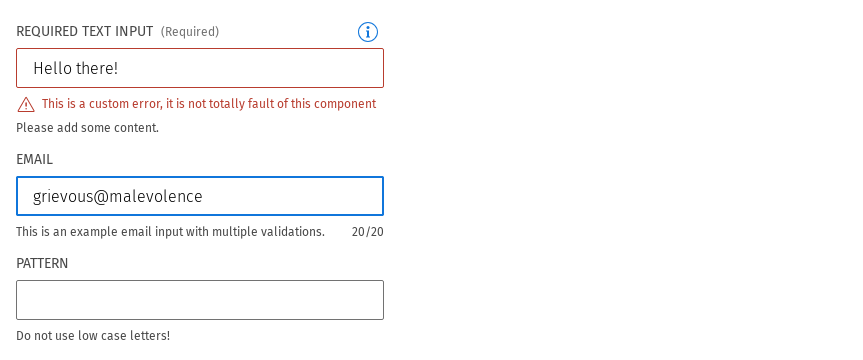 REQUIRED TEXT INPUT (Required)
Hello there!
This is a custom error, it is not totally fault of this component
Please add some content.
EMAIL
grievous@malevolence
This is an example email input with multiple validations. 20/20
PATTERN
Do not use low case letters!